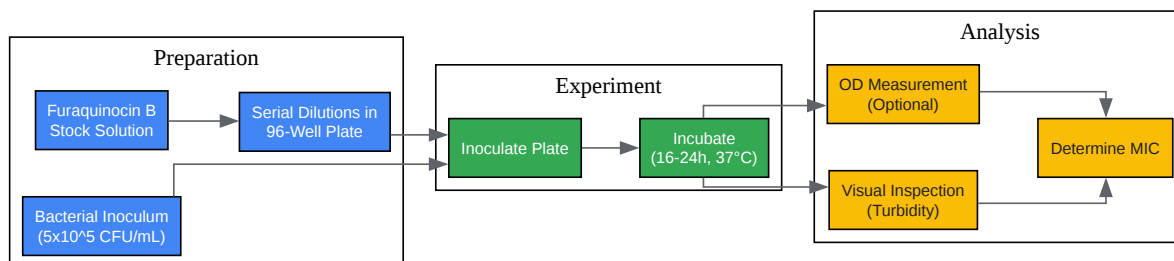 Preparation
Furaquinocin B
Stock Solution
Serial Dilutions in
96-Well Plate
Bacterial Inoculum
(5x10^5 CFU/mL)
Experiment
Inoculate Plate
Incubate
(16-24h, 37°C)
Analysis
OD Measurement
(Optional)
Visual Inspection
(Turbidity)
Determine MIC